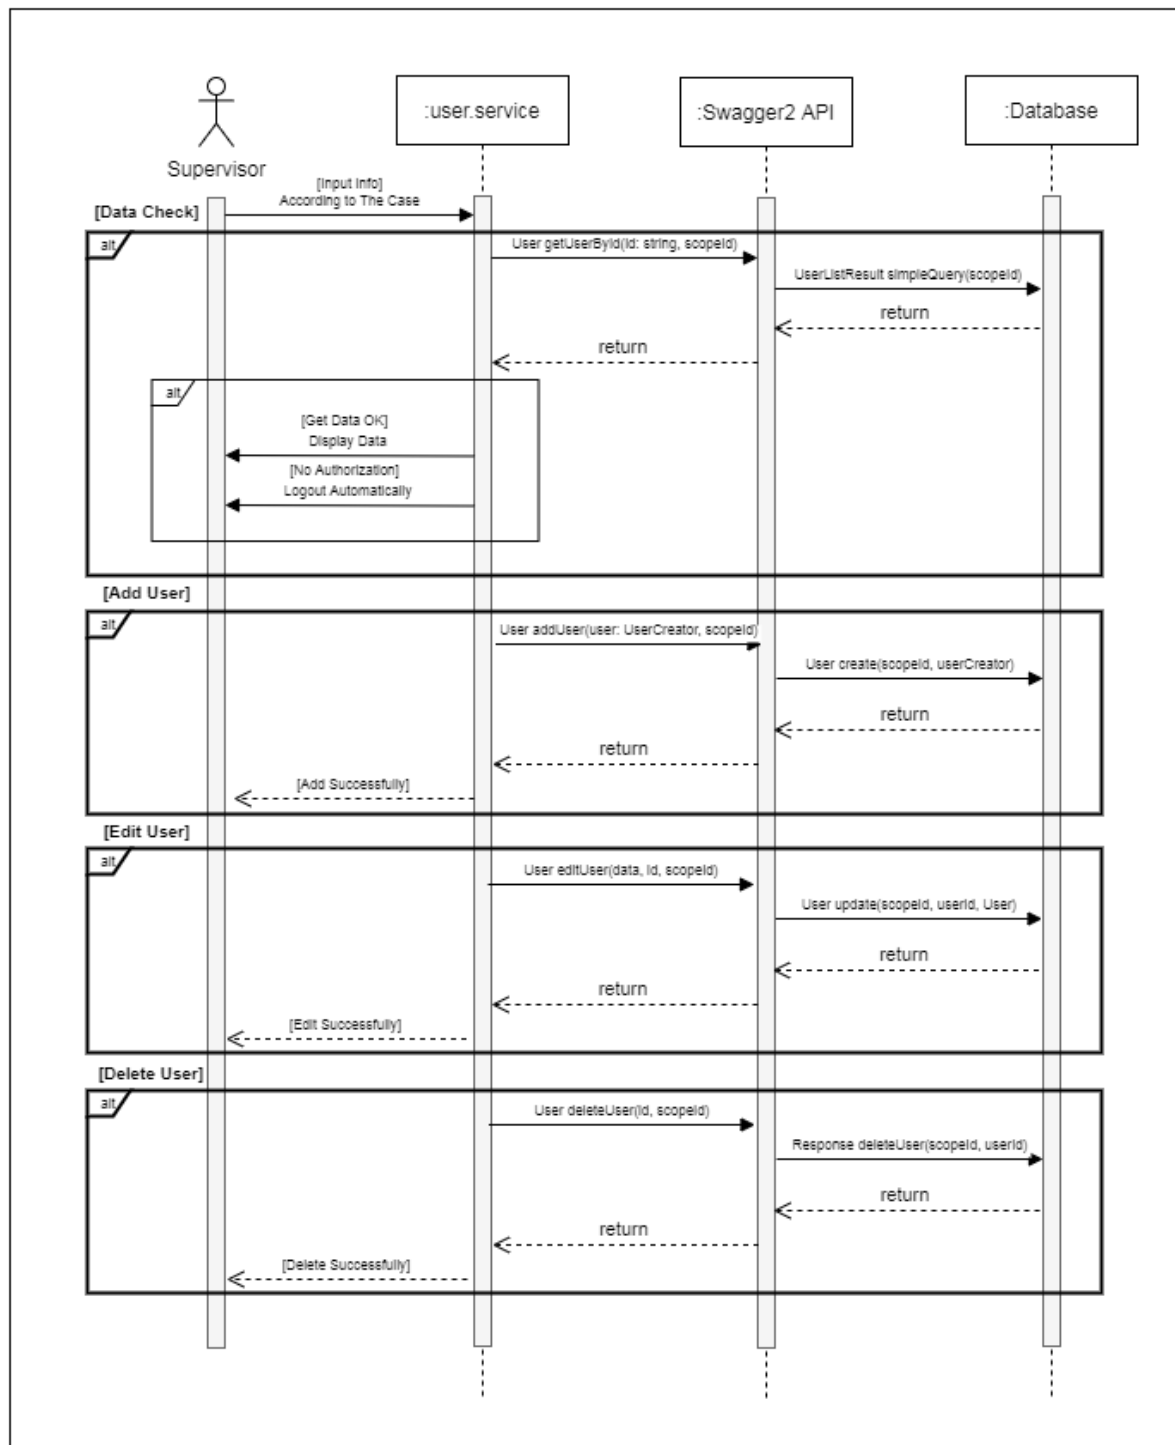 :user.service
:Swagger2 API
:Database
Supervisor
[Input Info]
According to The Case
[Data Check]
alt
User getUserById(id: string, scopeId)
UserListResult simpleQuery(scopeId)
return
return
alt
[Get Data OK]
Display Data
[No Authorization]
Logout Automatically
[Add User]
alt
User addUser(user: UserCreator, scopeId)
User create(scopeId, userCreator)
return
return
[Add Successfully]
[Edit User]
alt
User editUser(data, id, scopeId)
User update(scopeId, userId, User)
return
return
[Edit Successfully]
[Delete User]
alt
User deleteUser(id, scopeId)
Response deleteUser(scopeId, userId)
return
return
[Delete Successfully]